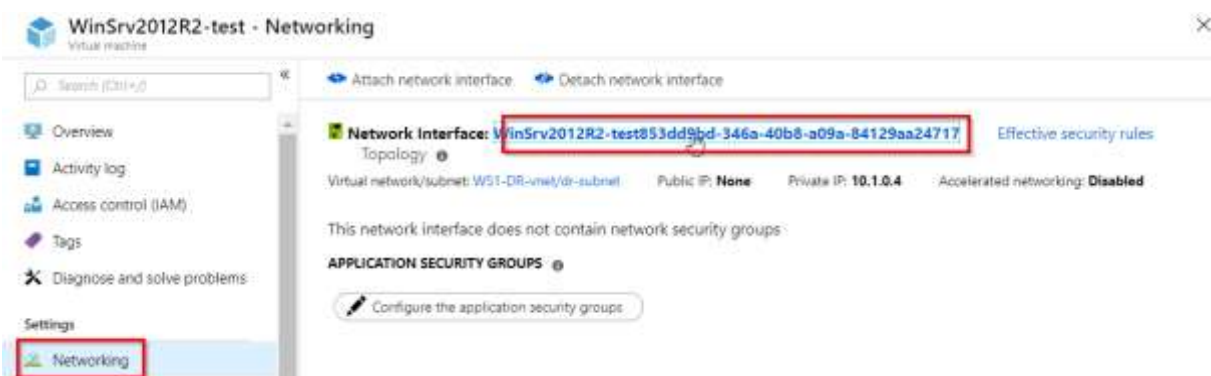 WinSrv2012R2-test - Networking
Virtual machine
Search (Ctrl+/)
Attach network interface Detach network interface
Overview
Activity log
Access control (IAM)
Tags
Diagnose and solve problems
Settings
Networking
Network Interface: WinSrv2012R2-test853dd9bd-346a-40b8-a09a-84129aa24717 Effective security rules
Topology
Virtual network/subnet: WS1-DR-vnet/dr-subnet Public IP: None Private IP: 10.1.0.4 Accelerated networking: Disabled
This network interface does not contain network security groups
APPLICATION SECURITY GROUPS
Configure the application security groups